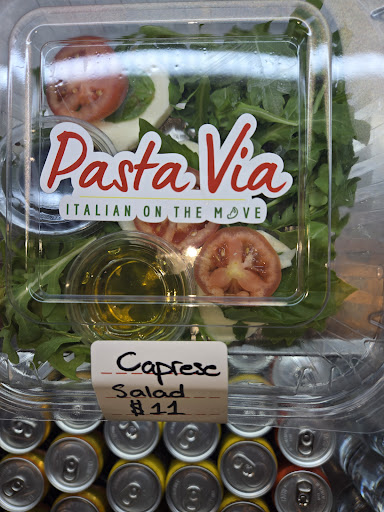 Pasta Via
ITALIAN ON THE MOVE
Caprese
Salad
$11